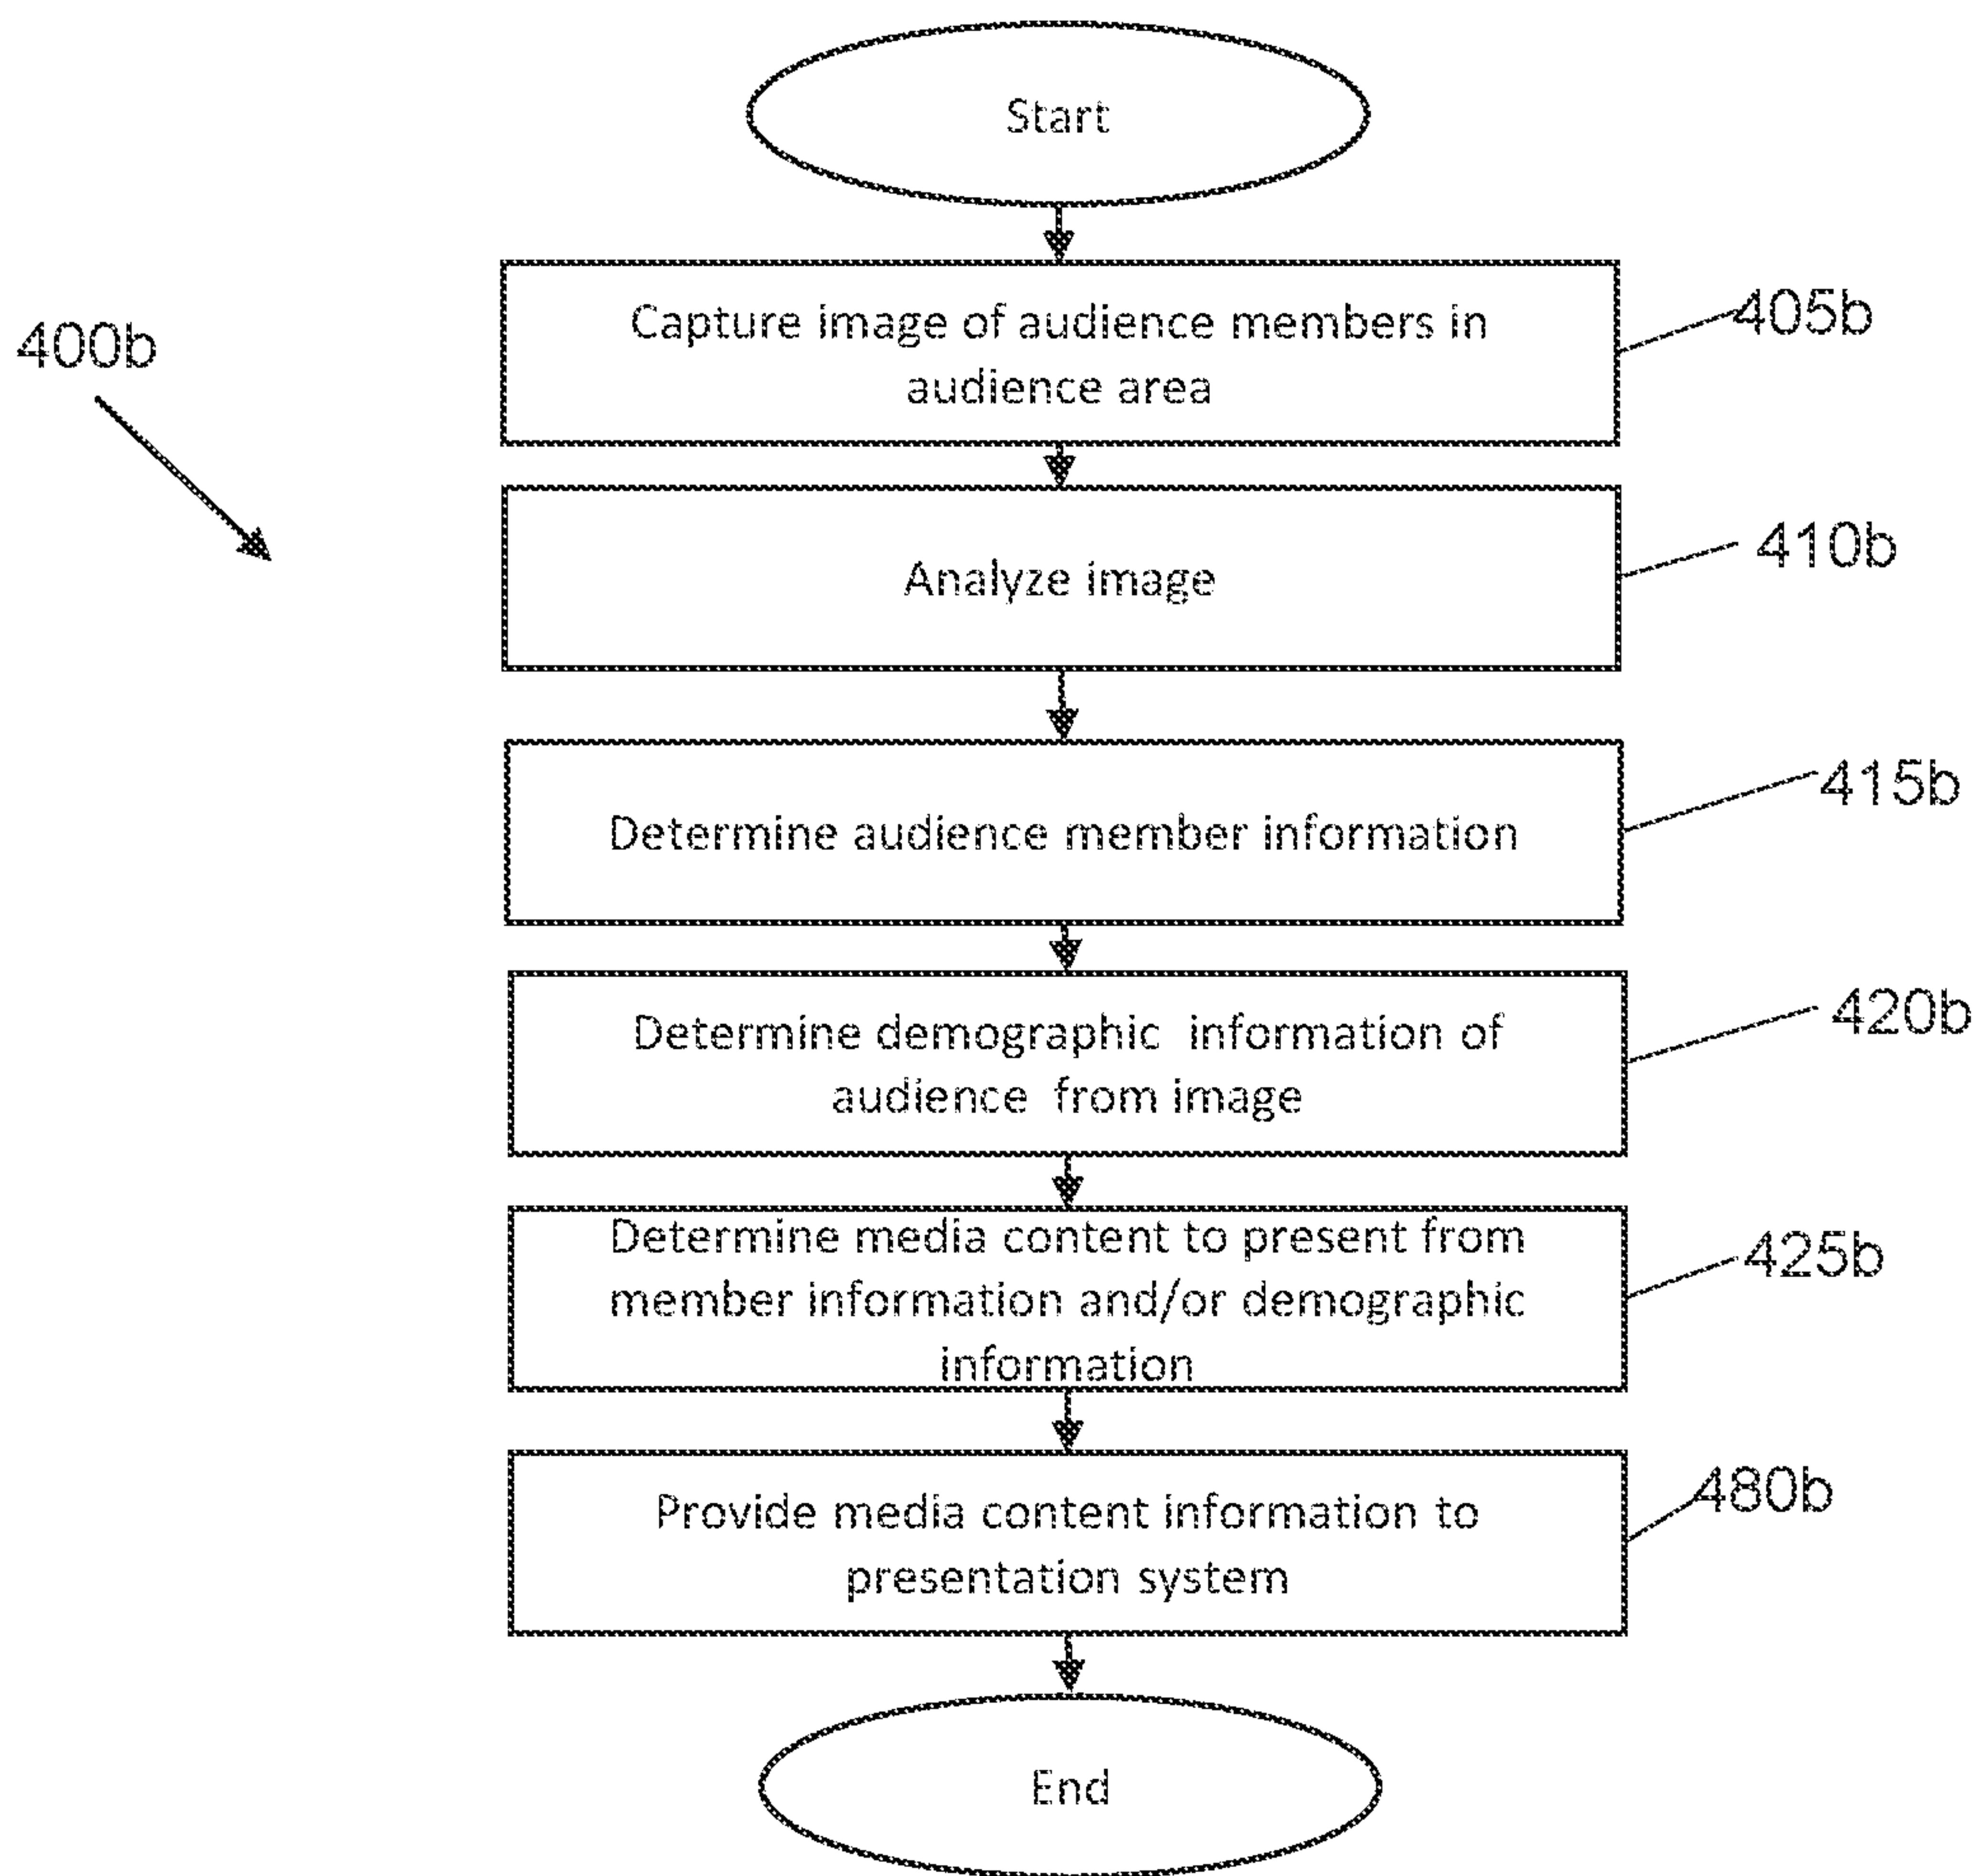 Start
Capture image of audience members in
audience area
405b
400b
Analyze image
410b
Determine audience member information
415b
Determine demographic information of
audience from image
420b
Determine media content to present from
member information and/or demographic
information
425b
Provide media content information to
presentation system
480b
End